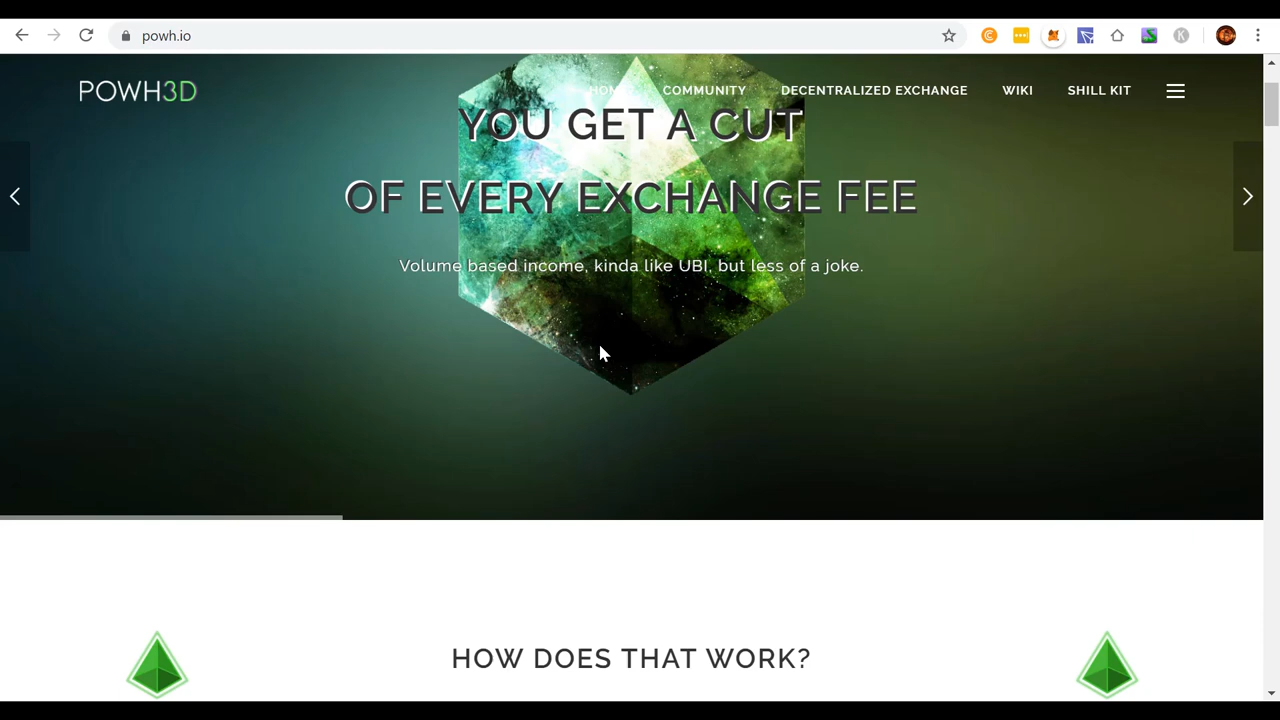 powh.io
POWH3D
HOME
COMMUNITY
DECENTRALIZED EXCHANGE
WIKI
SHILL KIT
YOU GET A CUT
OF EVERY EXCHANGE FEE
Volume based income, kinda like UBI, but less of a joke.
HOW DOES THAT WORK?